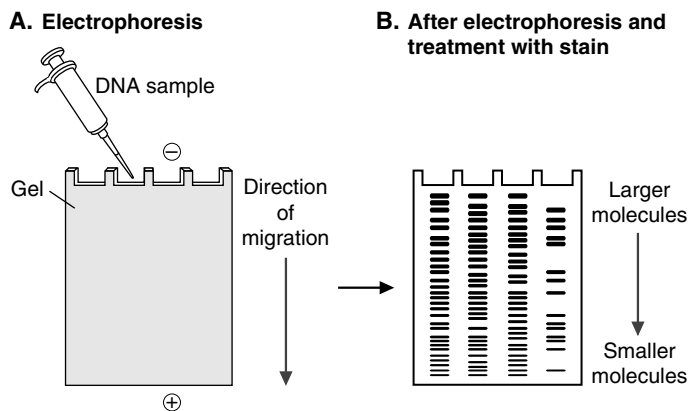 A. Electrophoresis
B. After electrophoresis and
treatment with stain
DNA sample
−
Gel
Direction
of
migration
+
Larger
molecules
Smaller
molecules